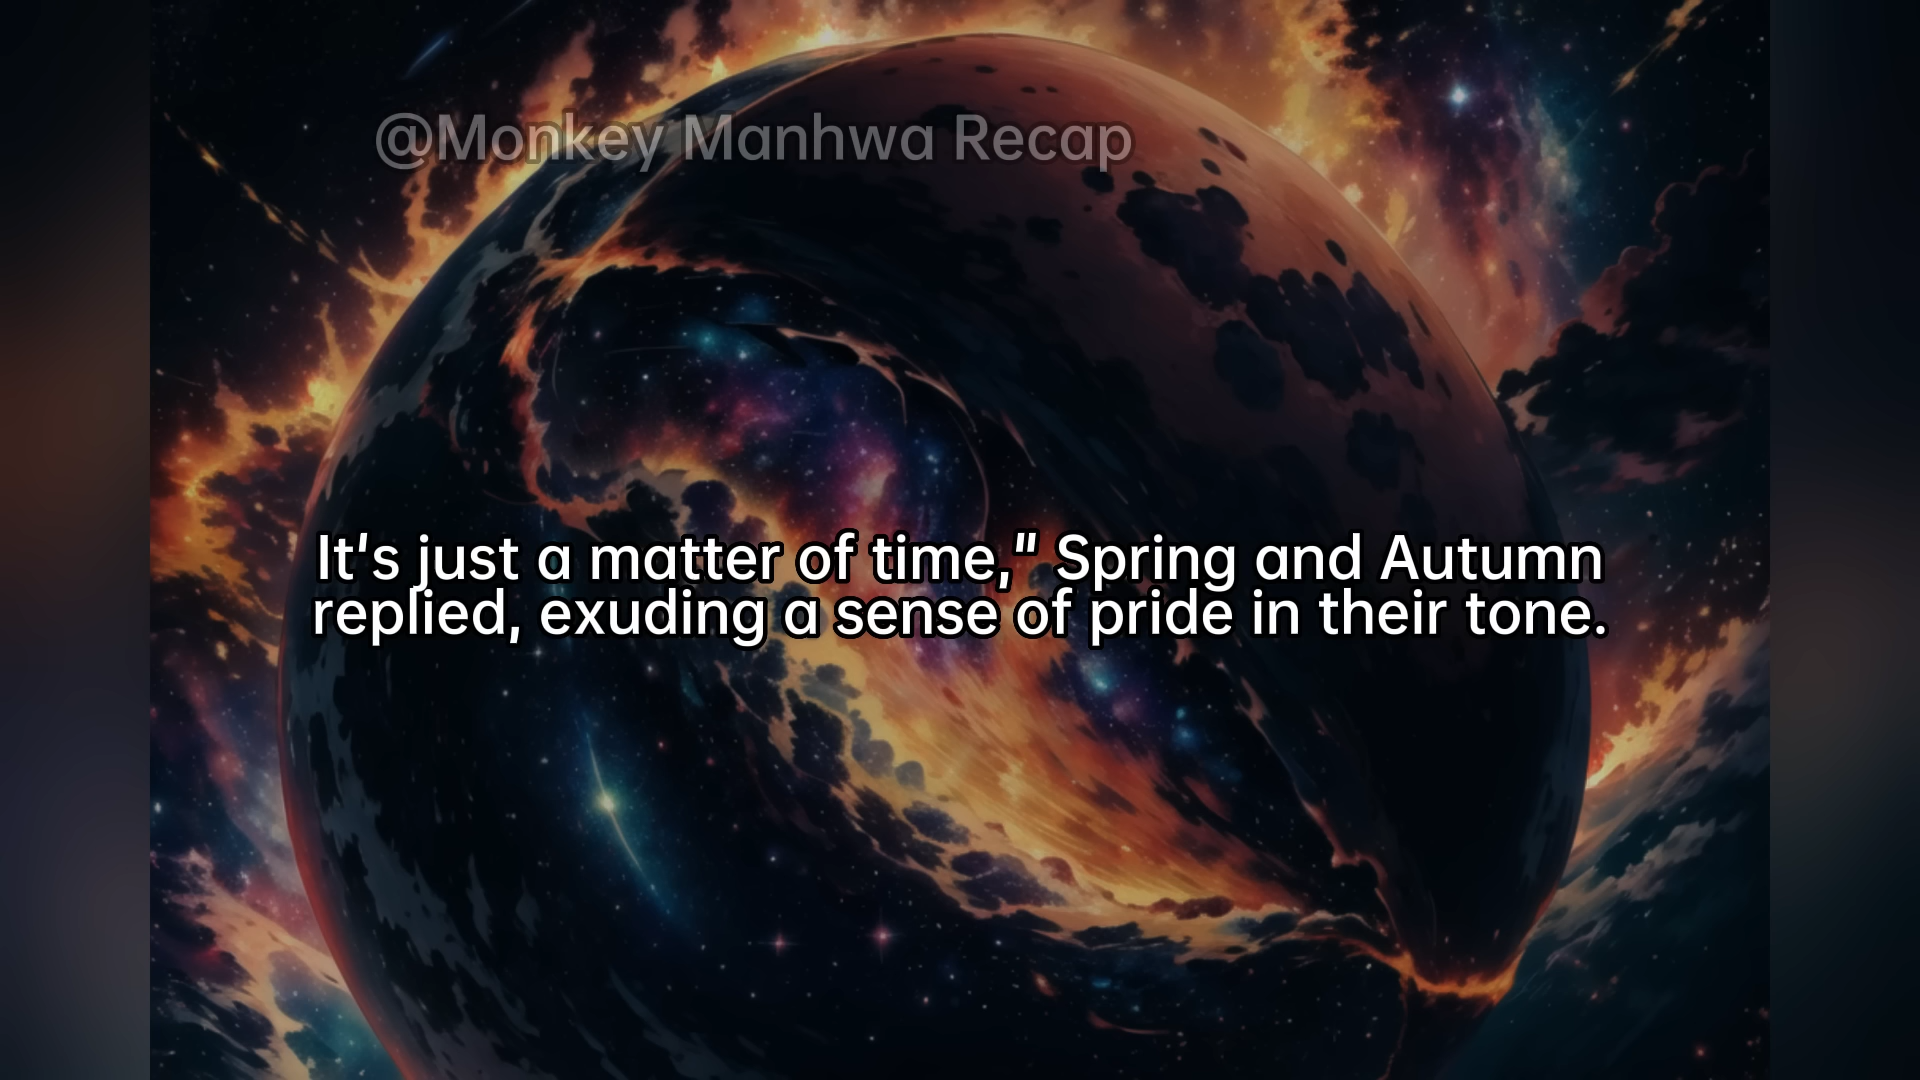 @Monkey Manhwa Recap
It's just a matter of time," Spring and Autumn
replied, exuding a sense of pride in their tone.